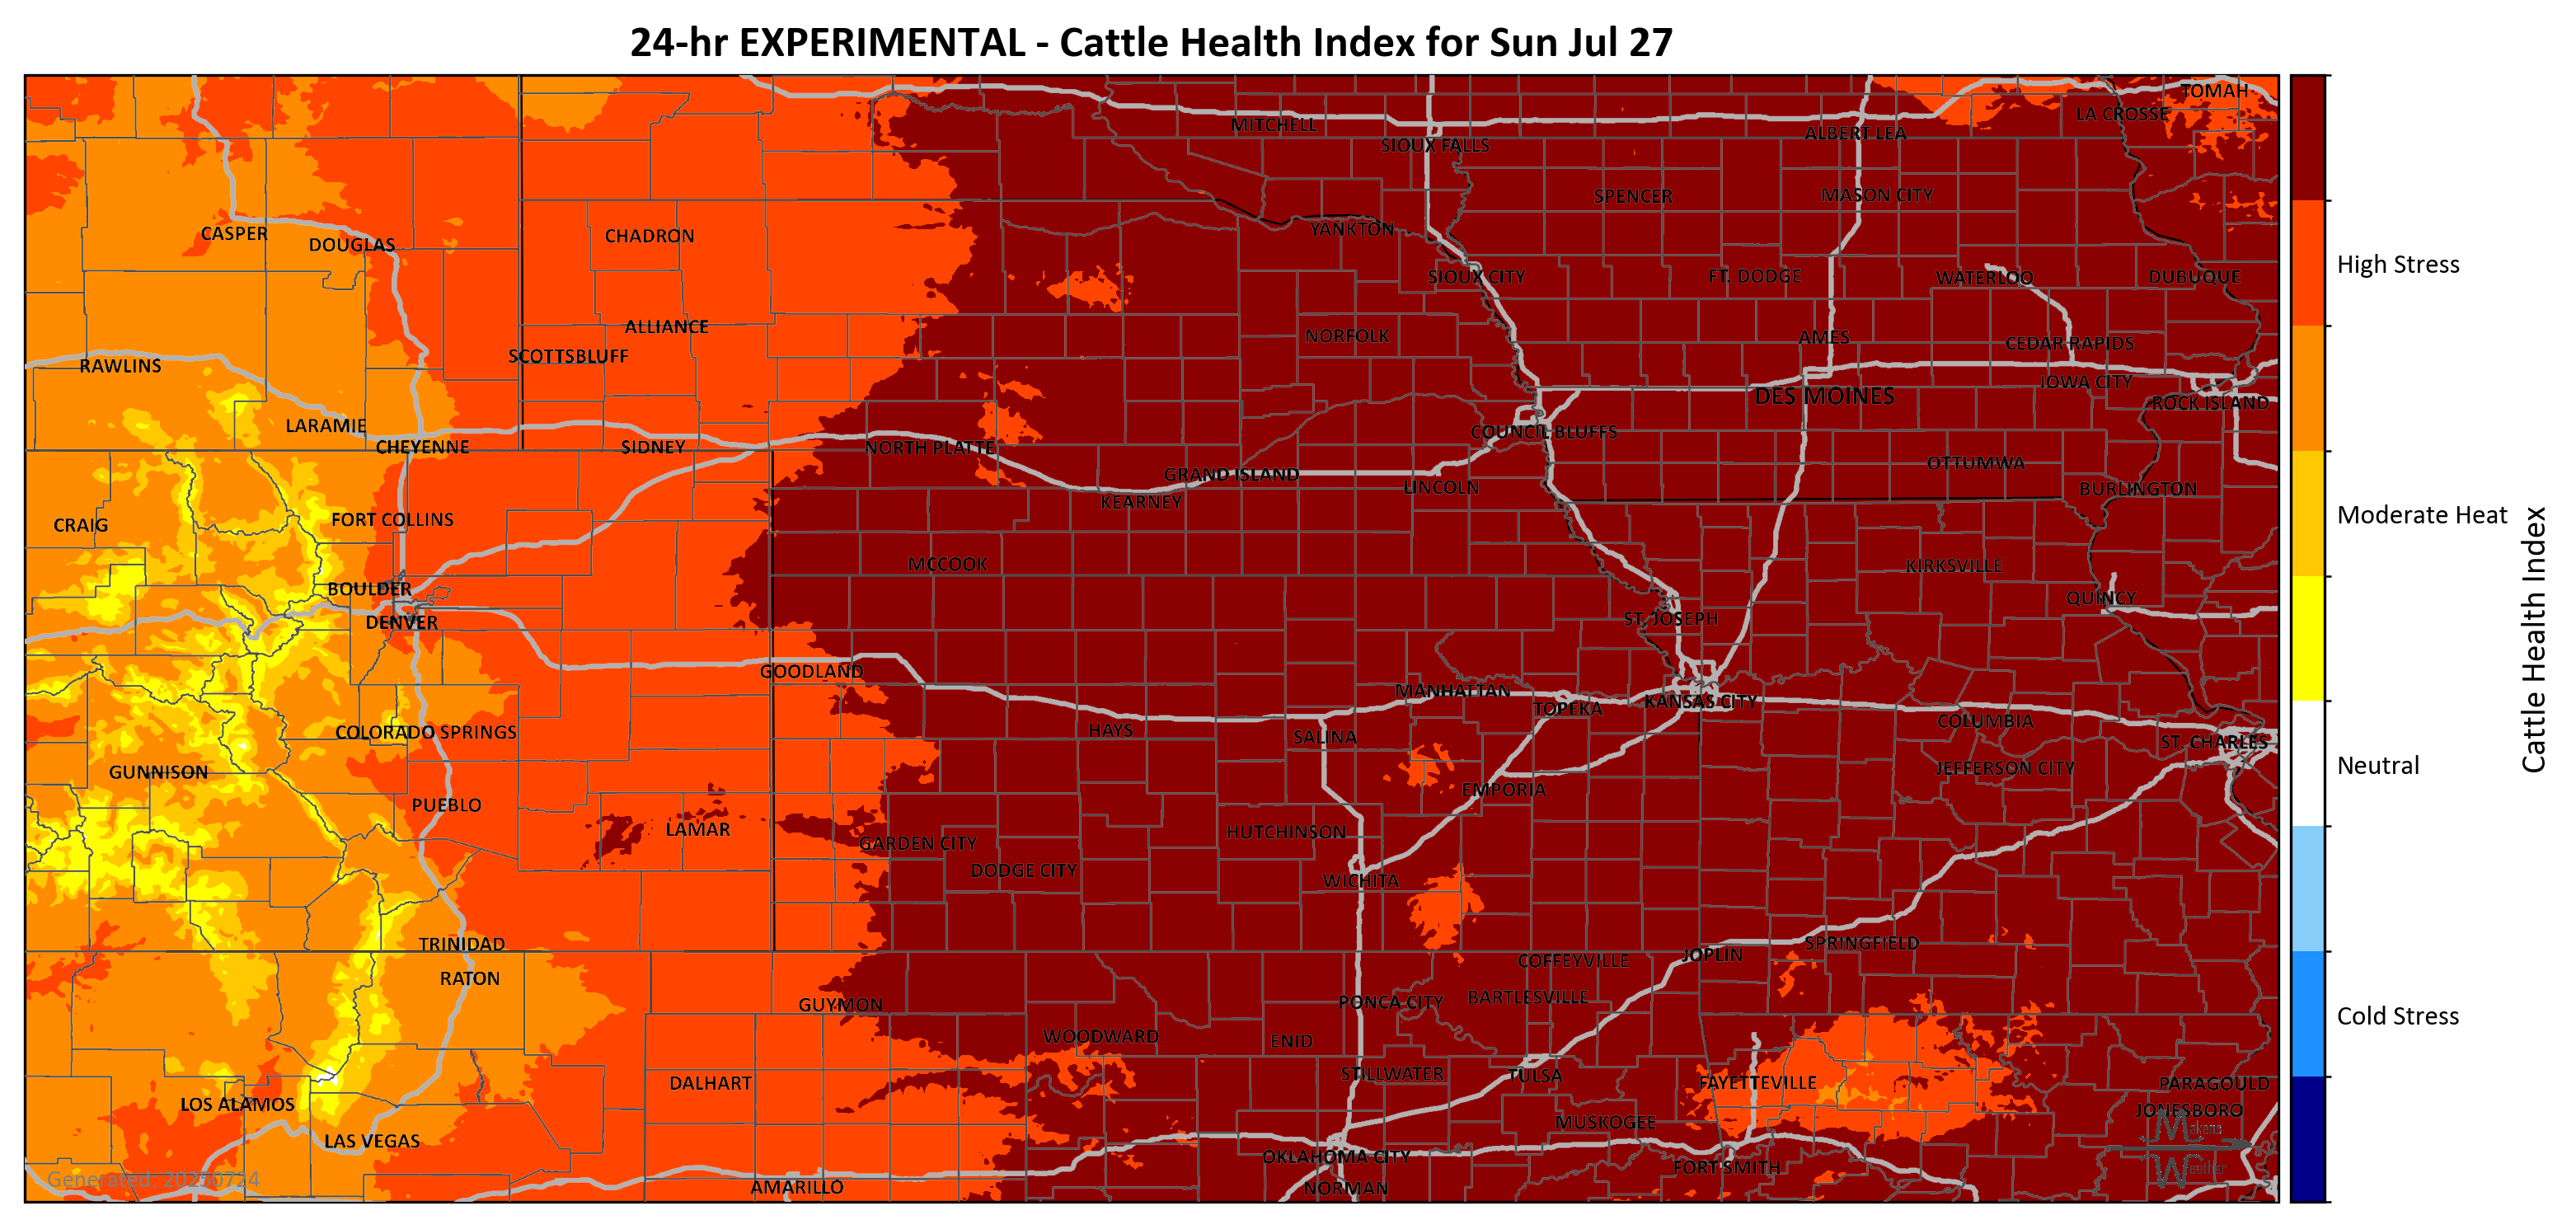 24-hr EXPERIMENTAL - Cattle Health Index for Sun Jul 27
TOMAH
LA CROSSE
MITCHELL
ALBERT LEA
SIOUX FALLS
SPENCER
MASON CITY
CASPER
DOUGLAS
CHADRON
YANKTON
SIOUX CITY
FT. DODGE
WATERLOO
DUBUQUE
High Stress
ALLIANCE
NORFOLK
AMES
CEDAR RAPIDS
SCOTTSBLUFF
RAWLINS
IOWA CITY
DES MOINES
ROCK ISLAND
LARAMIE
COUNCIL BLUFFS
CHEYENNE
SIDNEY
NORTH PLATTE
OTTUMWA
GRAND ISLAND
LINCOLN
BURLINGTON
KEARNEY
CRAIG
FORT COLLINS
Moderate Heat
MCCOOK
KIRKSVILLE
BOULDER
QUINCY
DENVER
ST. JOSEPH
Cattle Health Index
GOODLAND
MANHATTAN
KANSAS CITY
TOPEKA
COLUMBIA
COLORADO SPRINGS
HAYS
SALINA
ST. CHARLES
GUNNISON
JEFFERSON CITY
Neutral
EMPORIA
PUEBLO
LAMAR
HUTCHINSON
GARDEN CITY
DODGE CITY
WICHITA
TRINIDAD
SPRINGFIELD
JOPLIN
COFFEYVILLE
RATON
BARTLESVILLE
PONCA CITY
GUYMON
Cold Stress
WOODWARD
ENID
STILLWATER
TULSA
DALHART
FAYETTEVILLE
PARAGOULD
LOS ALAMOS
JONESBORO
MUSKOGEE
Makens
LAS VEGAS
OKLAHOMA CITY
FORT SMITH
Weather
Generated: 20250724
AMARILLO
NORMAN